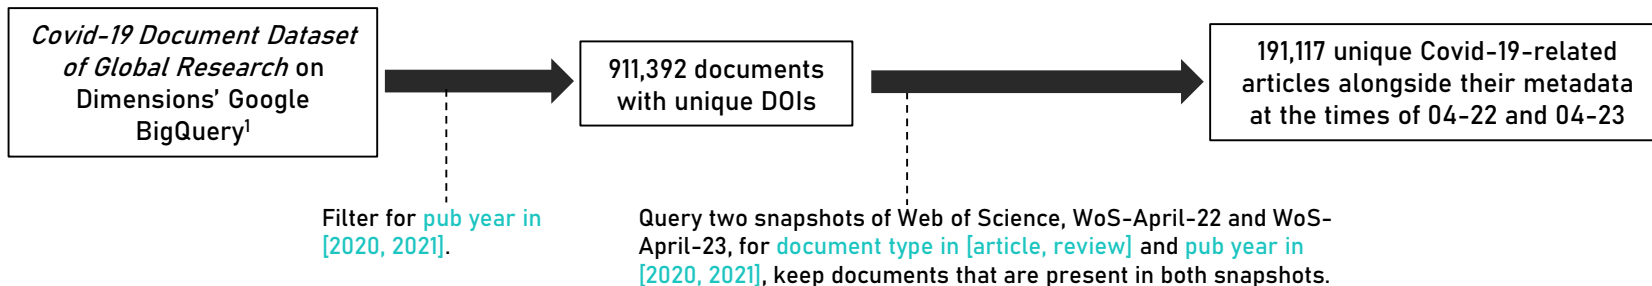 Covid-19 Document Dataset
of Global Research on
Dimensions' Google
BigQuery¹
911,392 documents
with unique DOIs
191,117 unique Covid-19-related
articles alongside their metadata
at the times of 04-22 and 04-23
Filter for pub year in
[2020, 2021].
Query two snapshots of Web of Science, WoS-April-22 and WoS-
April-23, for document type in [article, review] and pub year in
[2020, 2021], keep documents that are present in both snapshots.